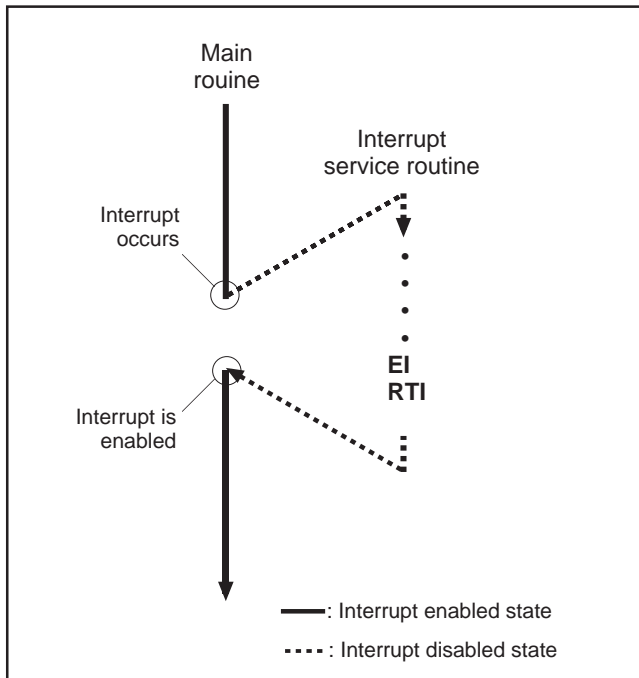 Main
rouine
Interrupt
service routine
Interrupt
occurs
EI
RTI
Interrupt is
enabled
: Interrupt enabled state
: Interrupt disabled state